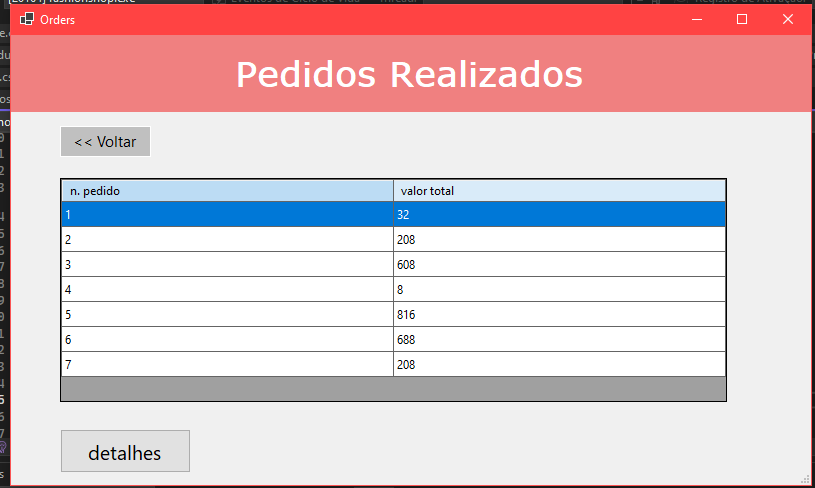 Orders
Pedidos Realizados
<< Voltar
n. pedido valor total
1 32
2 208
3 608
4 8
5 816
6 688
7 208
detalhes